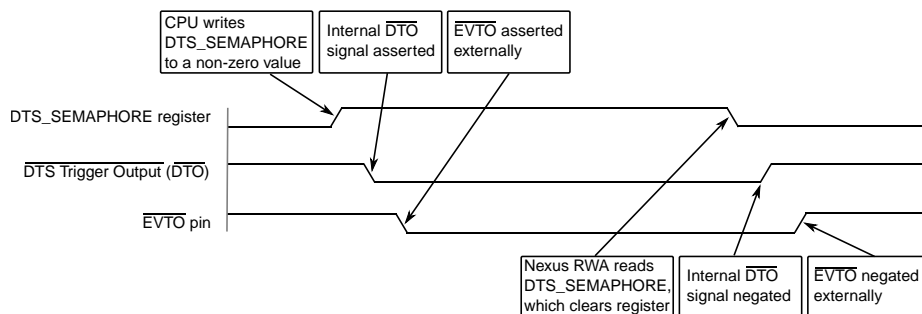 CPU writes
DTS_SEMAPHORE
to a non-zero value
Internal DTO
signal asserted
EVTO asserted
externally
DTS_SEMAPHORE register
DTS Trigger Output (DTO)
EVTO pin
Nexus RWA reads
DTS_SEMAPHORE,
which clears register
Internal DTO
signal negated
EVTO negated
externally